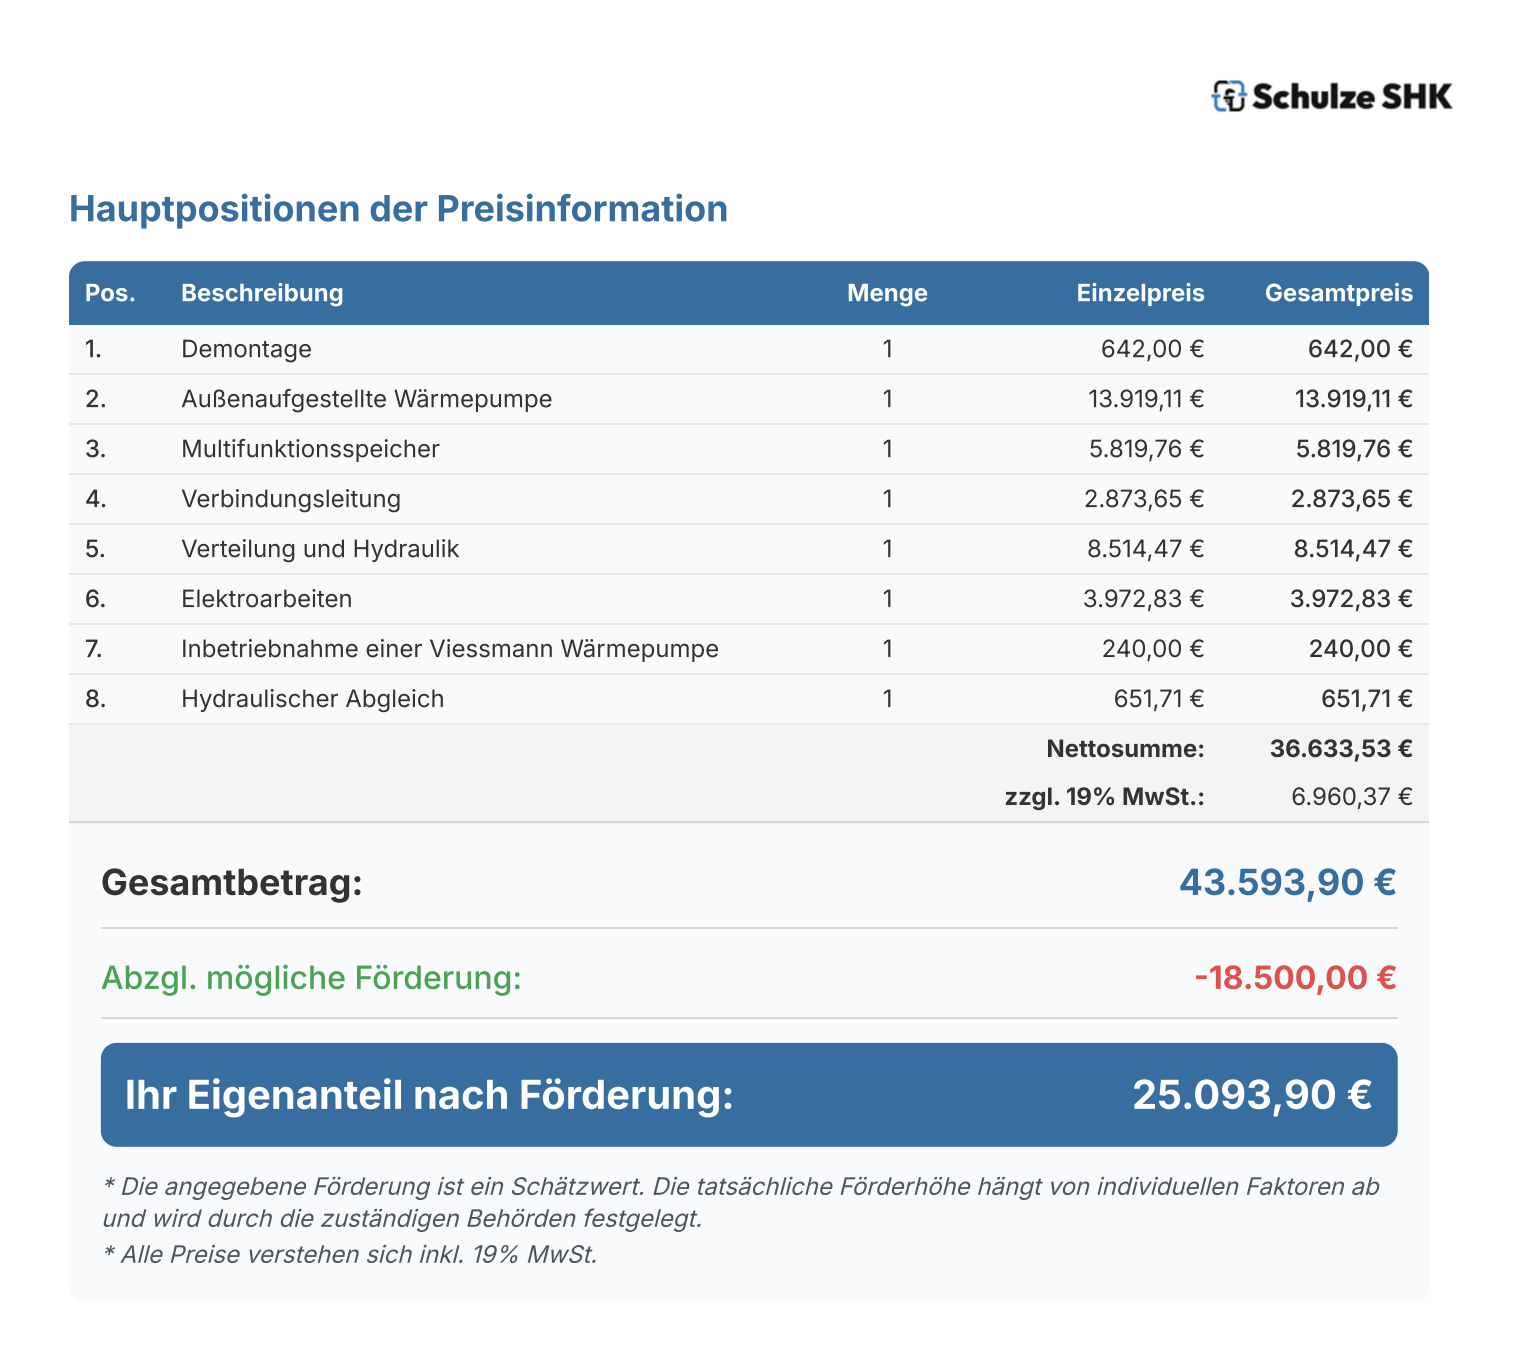 Schulze SHK
Hauptpositionen der Preisinformation
Pos. Beschreibung Menge Einzelpreis Gesamtpreis
1. Demontage 1 642,00 € 642,00 €
2. Außenaufgestellte Wärmepumpe 1 13.919,11 € 13.919,11 €
3. Multifunktionsspeicher 1 5.819,76 € 5.819,76 €
4. Verbindungsleitung 1 2.873,65 € 2.873,65 €
5. Verteilung und Hydraulik 1 8.514,47 € 8.514,47 €
6. Elektroarbeiten 1 3.972,83 € 3.972,83 €
7. Inbetriebnahme einer Viessmann Wärmepumpe 1 240,00 € 240,00 €
8. Hydraulischer Abgleich 1 651,71 € 651,71 €
Nettosumme: 36.633,53 €
zzgl. 19% MwSt.: 6.960,37 €
Gesamtbetrag: 43.593,90 €
Abzgl. mögliche Förderung: -18.500,00 €
Ihr Eigenanteil nach Förderung: 25.093,90 €
* Die angegebene Förderung ist ein Schätzwert. Die tatsächliche Förderhöhe hängt von individuellen Faktoren ab
und wird durch die zuständigen Behörden festgelegt.
* Alle Preise verstehen sich inkl. 19% MwSt.